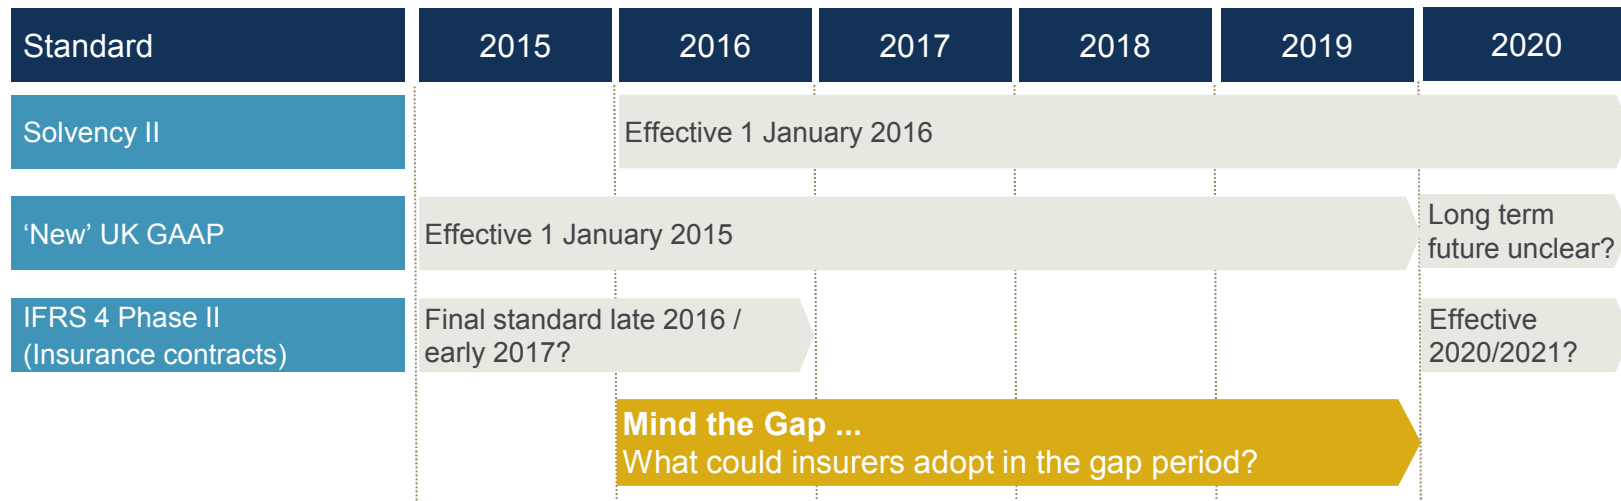 Standard
2015
2016
2017
2018
2019
2020
Solvency II
Effective 1 January 2016
‘New’ UK GAAP
Effective 1 January 2015
Long term
future unclear?
IFRS 4 Phase II
(Insurance contracts)
Final standard late 2016 /
early 2017?
Effective
2020/2021?
Mind the Gap ...
What could insurers adopt in the gap period?